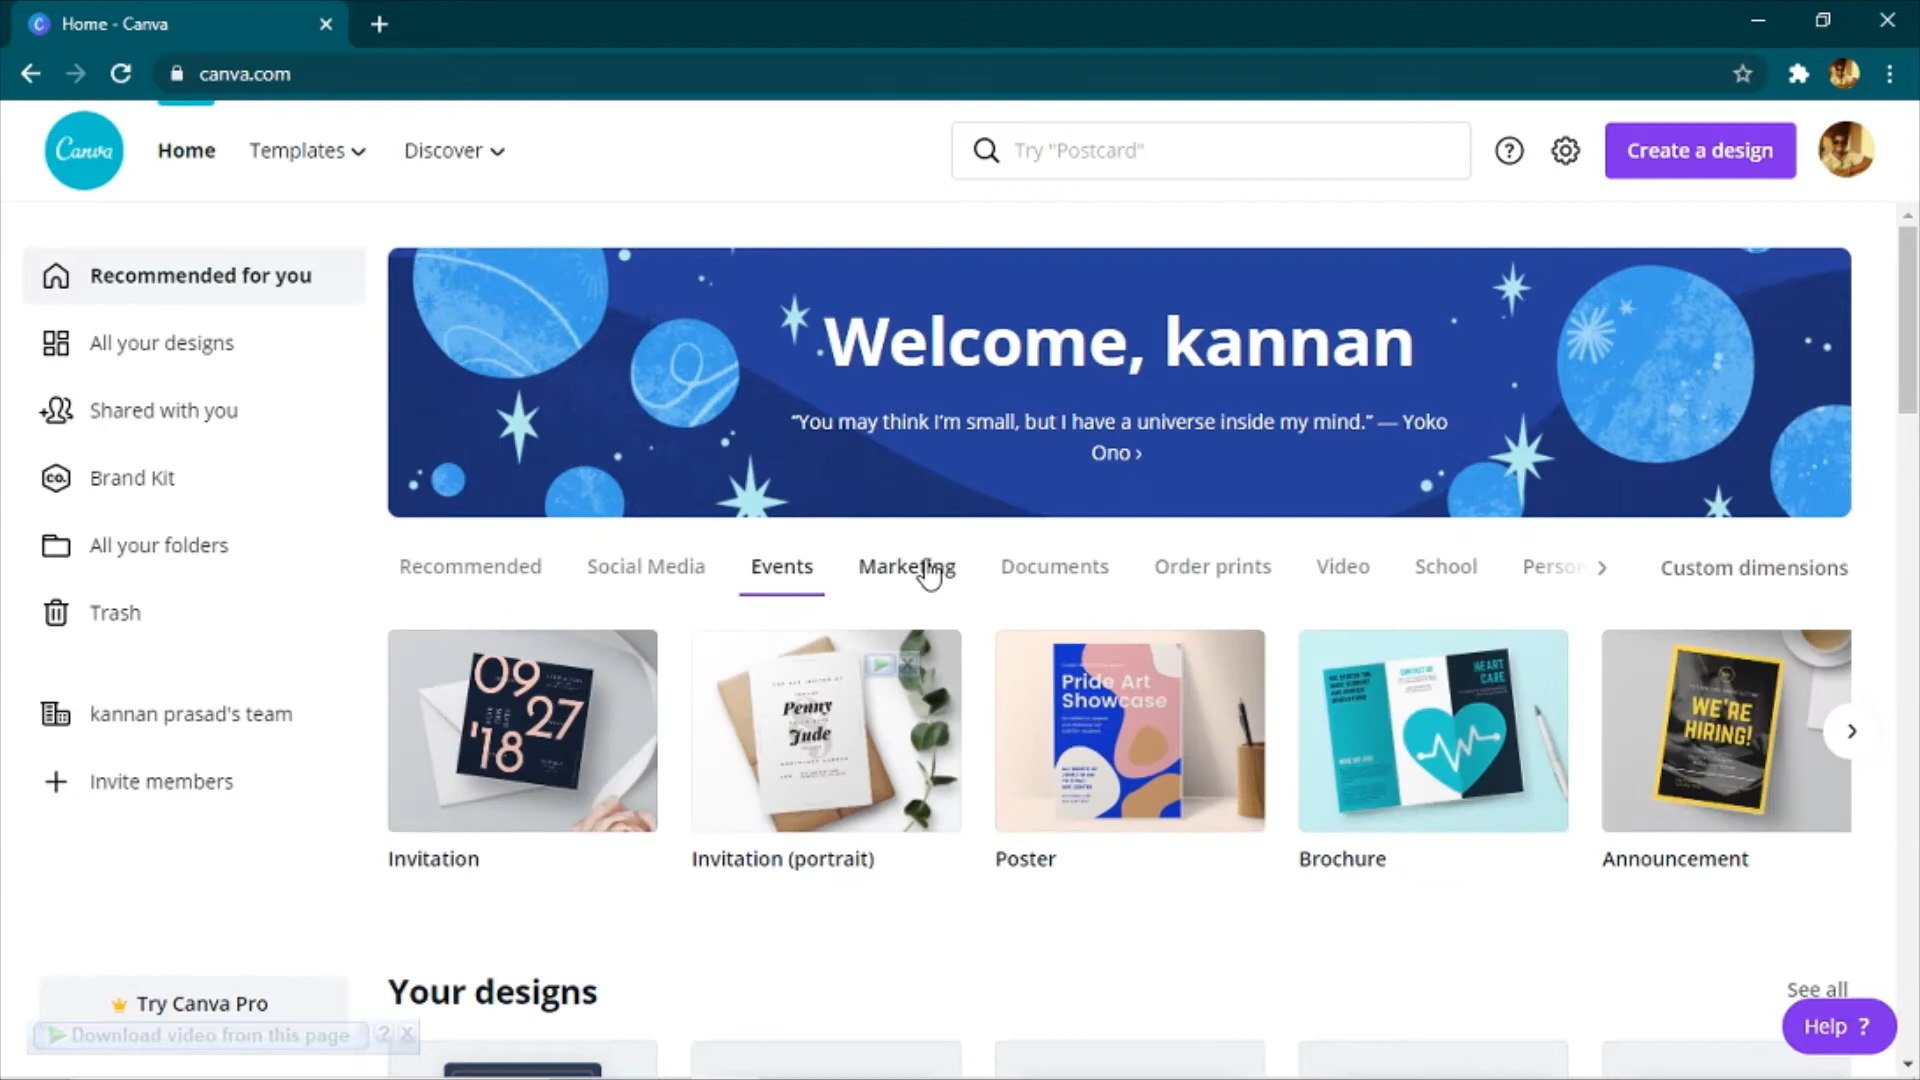 Home - Canva
canva.com
Canva
Home
Templates
Discover
Try "Postcard"
Create a design
Recommended for you
All your designs
Shared with you
CO.
Brand Kit
All your folders
Trash
kannan prasad's team
Invite members
Try Canva Pro
Download video from this page
?
Welcome, kannan
“You may think I’m small, but I have a universe inside my mind.” — Yoko
Ono ›
Recommended
Social Media
Events
Marketing
Documents
Order prints
Video
School
Person
Custom dimensions
09
27
'18
Penny
Jude
Pride Art
Showcase
HEART
CARE
WE'RE
HIRING!
Invitation
Invitation (portrait)
Poster
Brochure
Announcement
Your designs
See all
Help ?